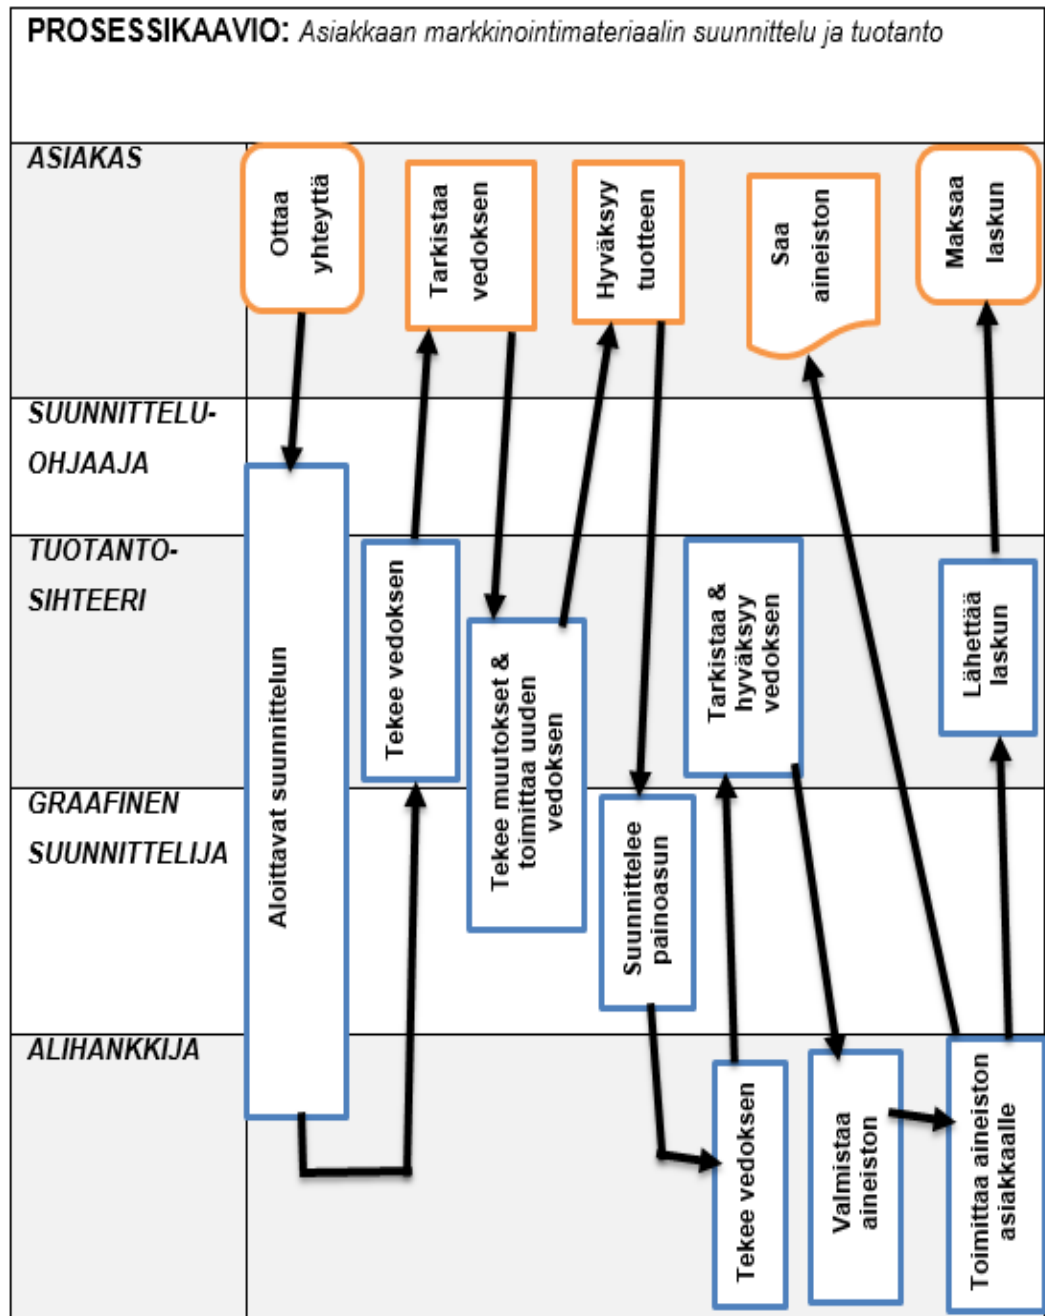 PROSESSIKAAVIO: Asiakkaan markkinointimateriaalin suunnittelu ja tuotanto
ASIAKAS
Ottaa
yhteyttä
Tarkistaa
vedoksen
Hyväksyy
tuotteen
Saa
aineiston
Maksaa
laskun
SUUNNITTELU-
OHJAAJA
Aloittavat suunnittelun
TUOTANTO-
SIHTEERI
Tekee vedoksen
Tekee muutokset &
toimittaa uuden
vedoksen
Tarkistaa &
hyväksyy
vedoksen
Lähettää
laskun
GRAAFINEN
SUUNNITTELIJA
Suunnittelee
painoasun
ALIHANKKIJA
Tekee vedoksen
Valmistaa
aineiston
Toimittaa aineiston
asiakkaalle